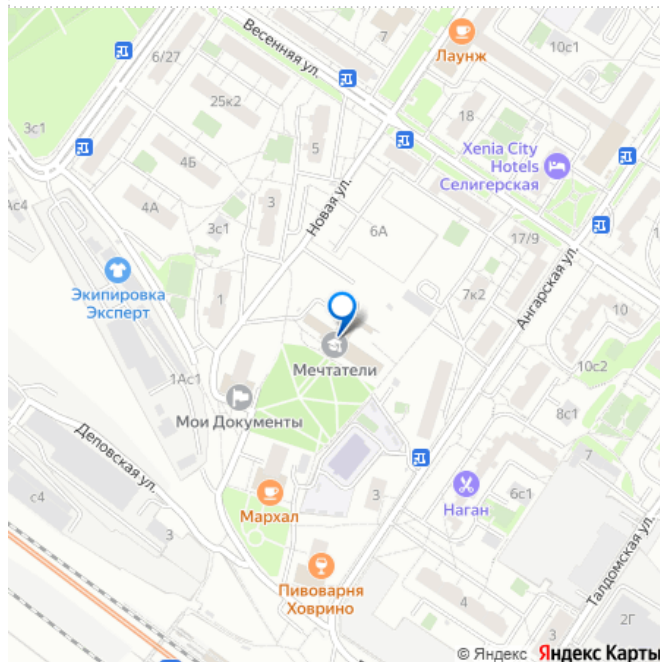 7
10с1
Лаунж
Весенняя ул.
6/27
25к2
18
3с1
5
Xenia City
Hotels
Селигерская
4Б
Ас4
4А
3
3с1
Новая ул.
6А
17/9
Экипировка
Эксперт
1
7к2
Ангарская ул.
10
Мечтатели
10с2
1Ас1
Мои Документы
8с1
Деповская ул.
7
с4
3
Мархал
3
Наган
6с1
Талдомская ул.
Пивоварня
Ховрино
4
3
2Г
© Яндекс Яндекс Карты